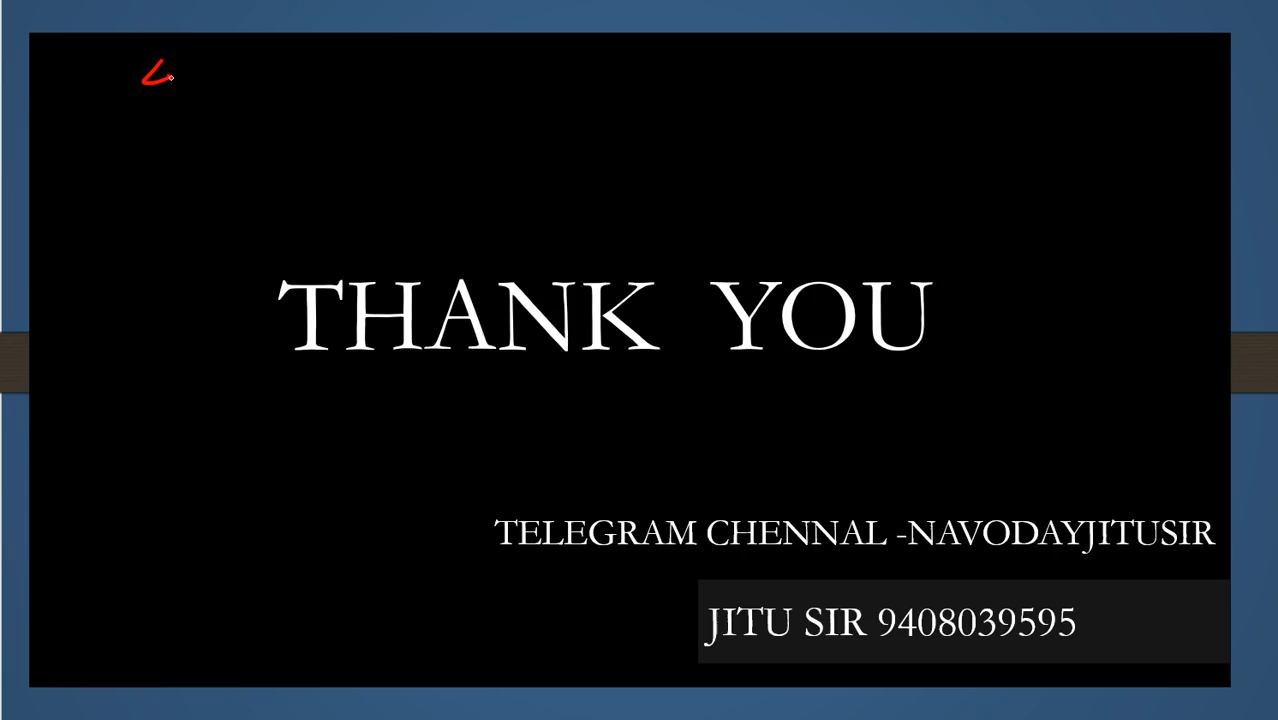 THANK YOU
TELEGRAM CHENNAL -NAVODAYJITUSIR
JITU SIR 9408039595